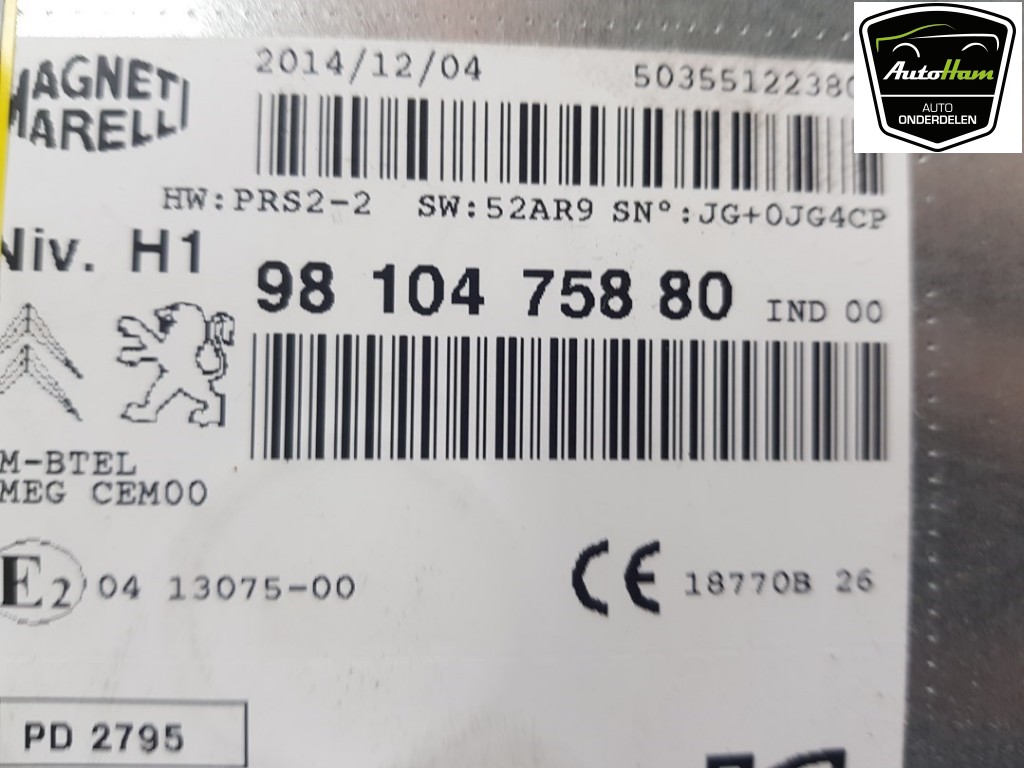 MAGNETI
MARELLI
2014/12/04
5035512238
AutoHam
AUTO
ONDERDELEN
HW:PRS2-2 SW:52AR9 SN°:JG+0JG4CP
Niv. H1
98 104 758 80 IND 00
M-BTEL
MEG CEM00
E2 04 13075-00
CE 18770B 26
PD 2795